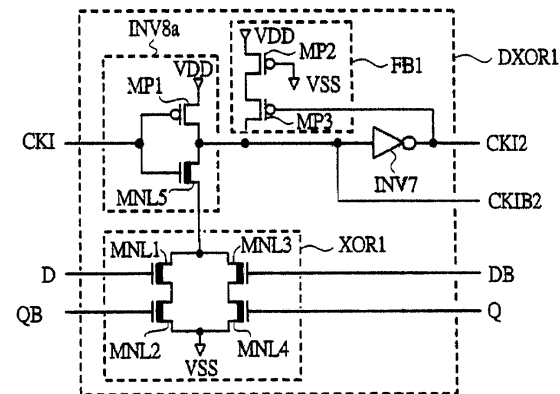 INV8a
VDD
MP2
FB1
DXOR1
VDD
MP1
VSS
MP3
CKI
CKI2
INV7
MNL5
CKIB2
MNL1
MNL3
XOR1
D
DB
QB
Q
MNL2
MNL4
VSS